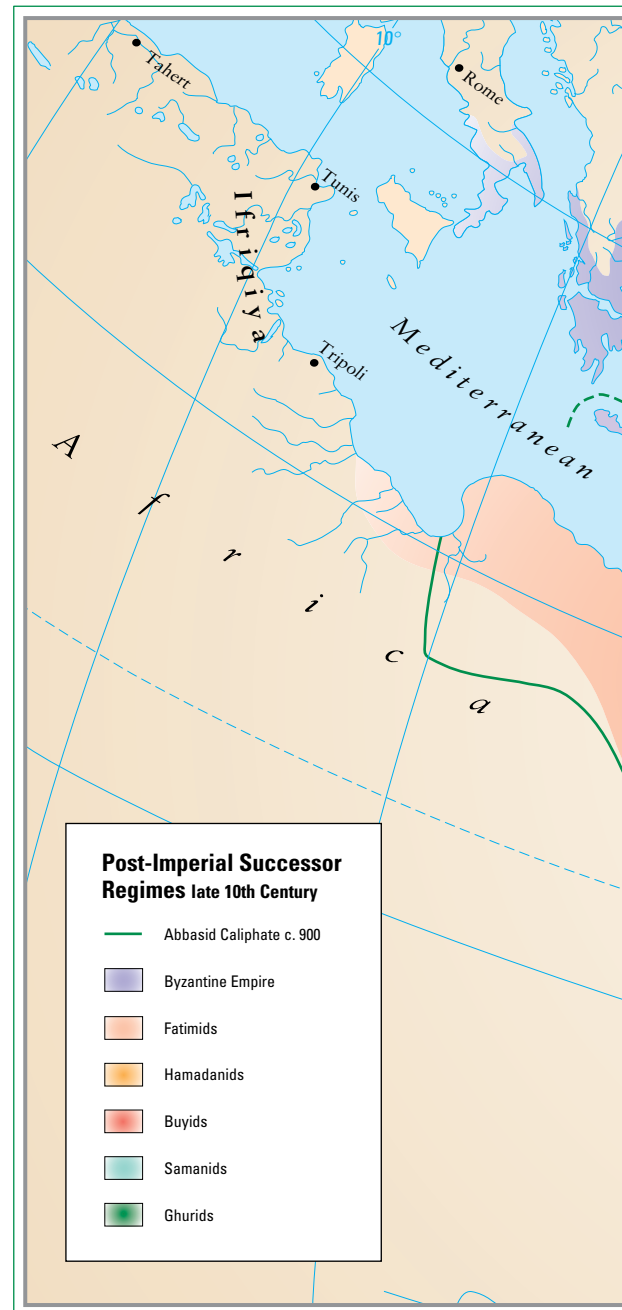 10°
Tahert
Rome
Tunis
Ifriqiya
Tripoli
Mediterranean
Africa
Post-Imperial Successor
Regimes late 10th Century
Abbasid Caliphate c. 900
Byzantine Empire
Fatimids
Hamadanids
Buyids
Samanids
Ghurids